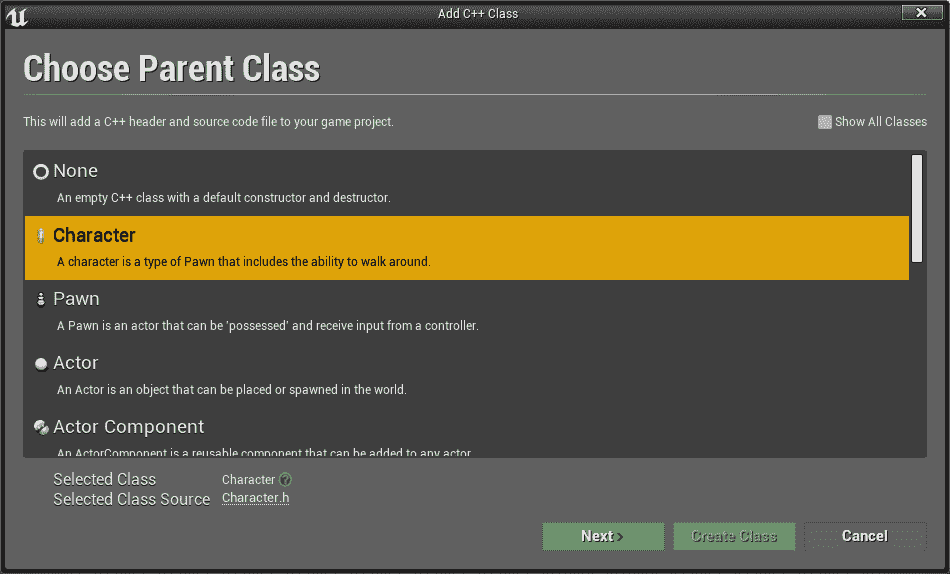 Add C++ Class
Choose Parent Class
This will add a C++ header and source code file to your game project.
Show All Classes
None
An empty C++ class with a default constructor and destructor.
Character
A character is a type of Pawn that includes the ability to walk around.
Pawn
A Pawn is an actor that can be 'possessed' and receive input from a controller.
Actor
An Actor is an object that can be placed or spawned in the world.
Actor Component
An ActorComponent is a reusable component that can be added to any actor.
Selected Class Character
Selected Class Source Character.h
Next >
Create Class
Cancel